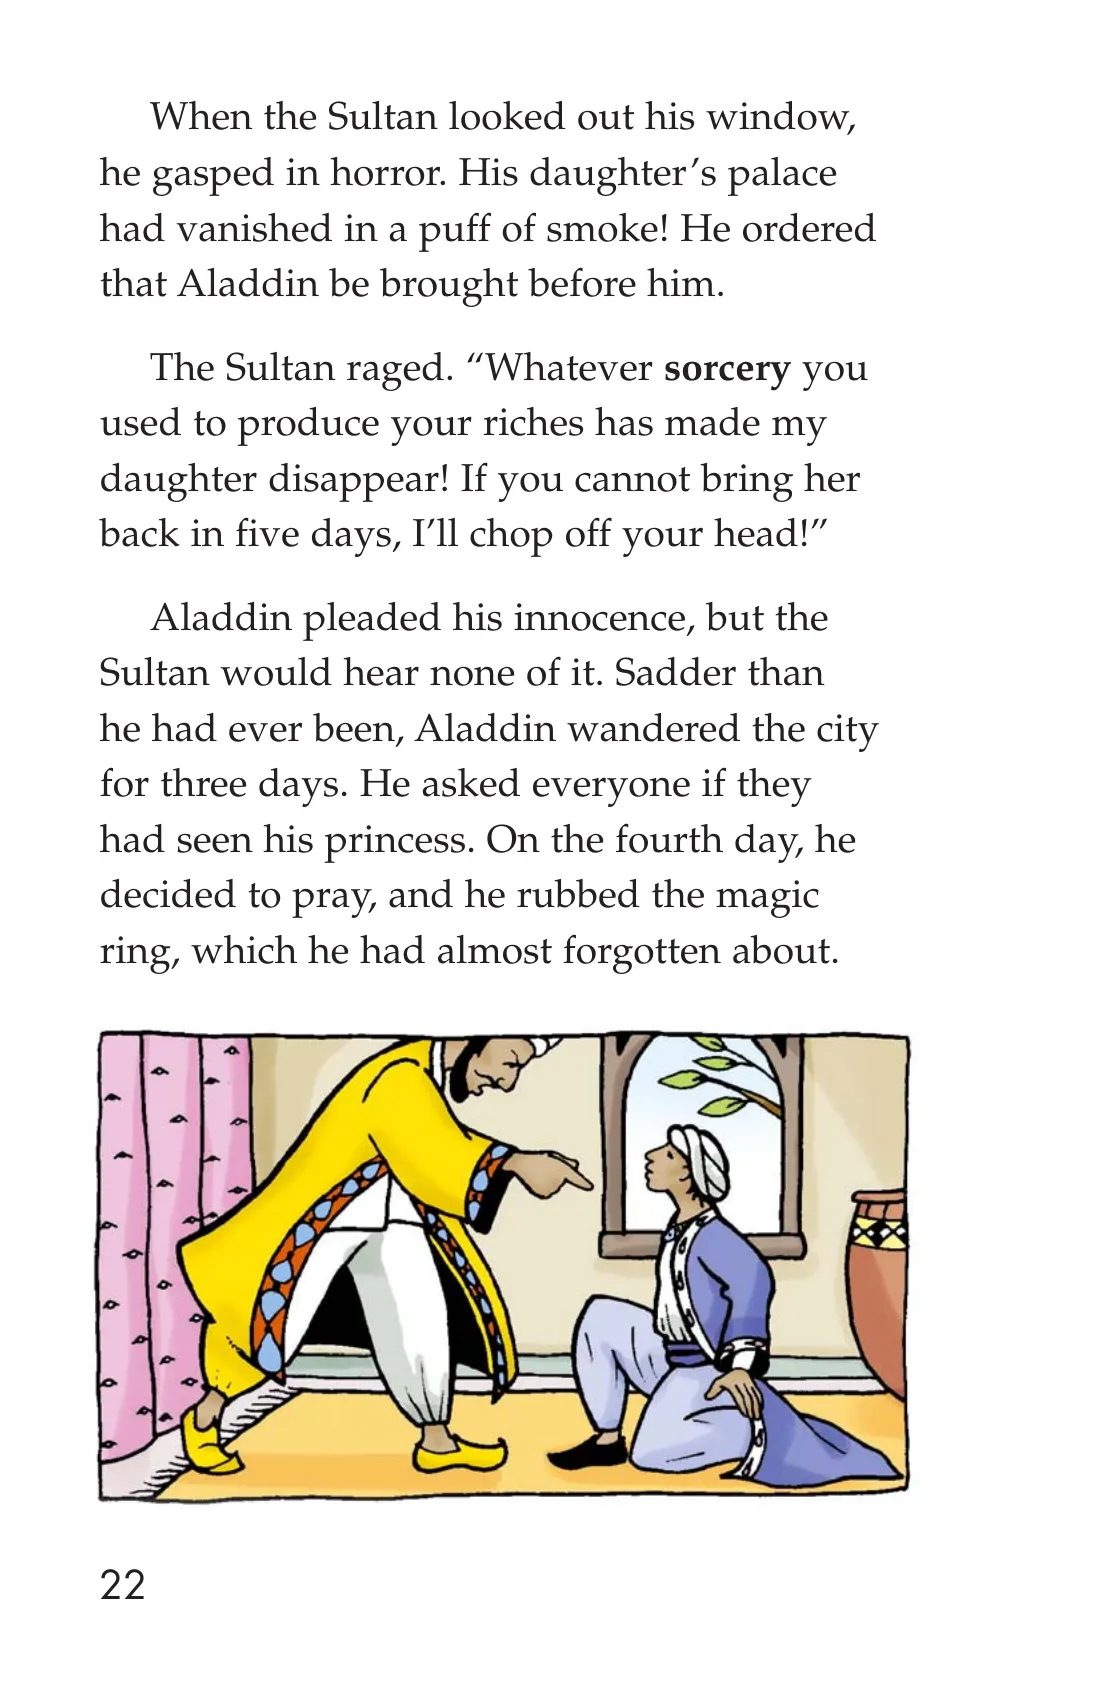 When the Sultan looked out his window,
he gasped in horror. His daughter’s palace
had vanished in a puff of smoke! He ordered
that Aladdin be brought before him.
The Sultan raged. “Whatever sorcery you
used to produce your riches has made my
daughter disappear! If you cannot bring her
back in five days, I’ll chop off your head!”
Aladdin pleaded his innocence, but the
Sultan would hear none of it. Sadder than
he had ever been, Aladdin wandered the city
for three days. He asked everyone if they
had seen his princess. On the fourth day, he
decided to pray, and he rubbed the magic
ring, which he had almost forgotten about.
22